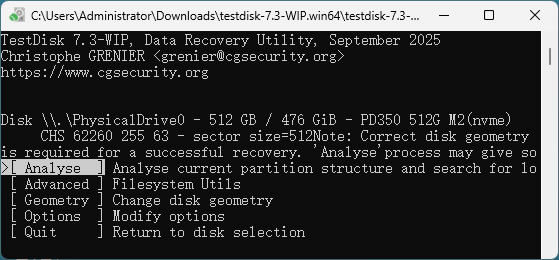 C:\Users\Administrator\Downloads\testdisk-7.3-WIP.win64\testdisk-7.3-...
TestDisk 7.3-WIP, Data Recovery Utility, September 2025
Christophe GRENIER <grenier@cgsecurity.org>
https://www.cgsecurity.org
Disk \\.\PhysicalDrive0 - 512 GB / 476 GiB - PD350 512G M2(nvme)
CHS 62260 255 63 - sector size=512Note: Correct disk geometry
is required for a successful recovery. 'Analyse'process may give so
>[ Analyse  ] Analyse current partition structure and search for lo
[ Advanced ] Filesystem Utils
[ Geometry ] Change disk geometry
[ Options  ] Modify options
[ Quit     ] Return to disk selection